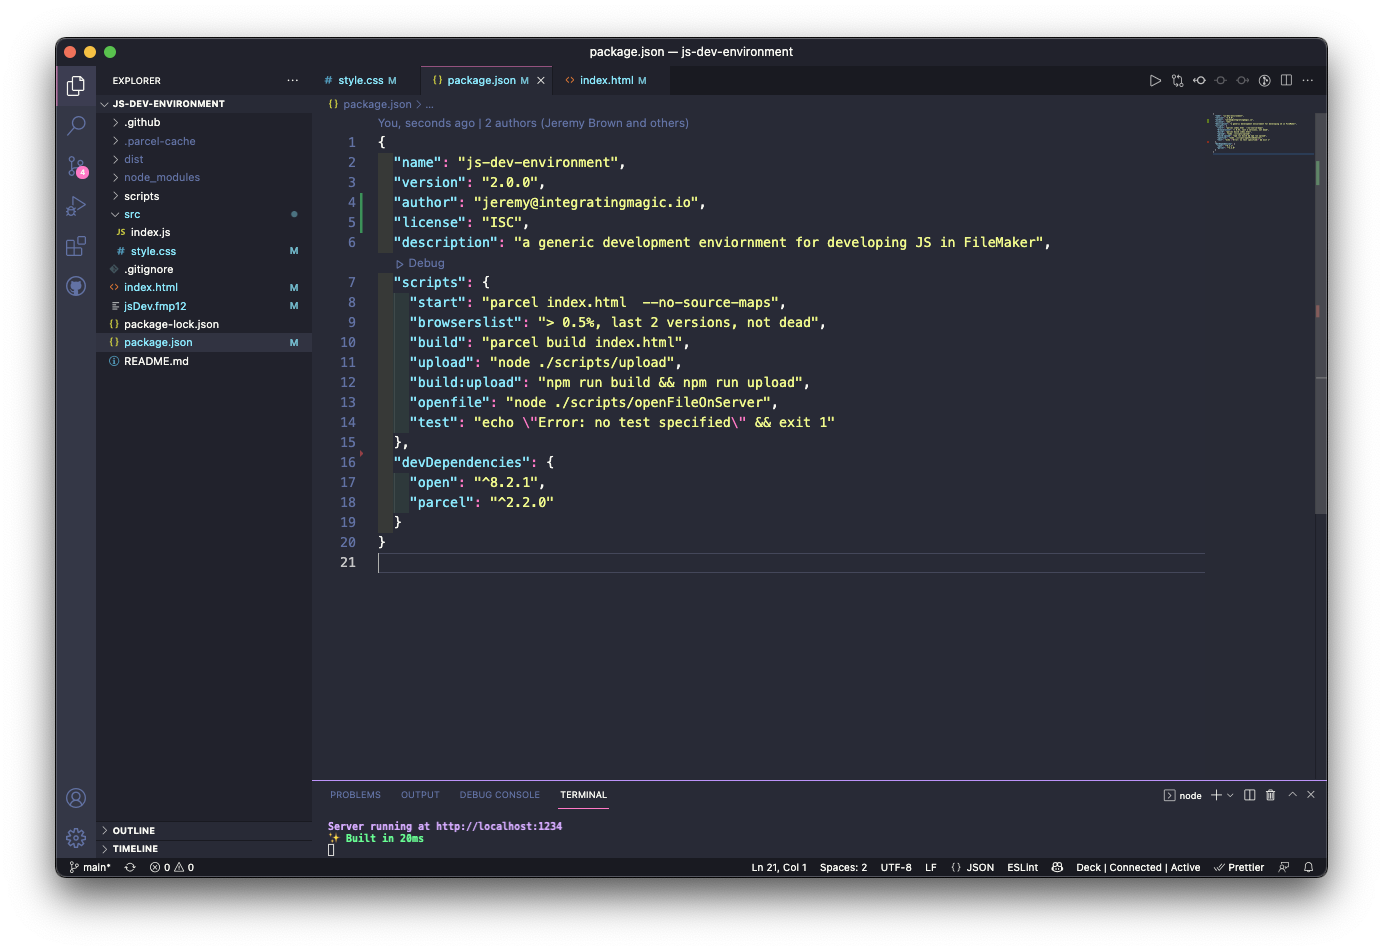 package.json — js-dev-environment
EXPLORER
style.css M
package.json M
index.html M
JS-DEV-ENVIRONMENT
.github
.parcel-cache
dist
node_modules
scripts
src
JS index.js
# style.css M
.gitignore
<> index.html M
jsDev.fmp12 M
{} package-lock.json
{} package.json M
README.md
OUTLINE
TIMELINE
4
{} package.json > ...
You, seconds ago | 2 authors (Jeremy Brown and others)
1 {
2 "name": "js-dev-environment",
3 "version": "2.0.0",
4 "author": "jeremy@integratingmagic.io",
5 "license": "ISC",
6 "description": "a generic development enviornment for developing JS in FileMaker",
Debug
7 "scripts": {
8 "start": "parcel index.html  --no-source-maps",
9 "browserslist": "> 0.5%, last 2 versions, not dead",
10 "build": "parcel build index.html",
11 "upload": "node ./scripts/upload",
12 "build:upload": "npm run build && npm run upload",
13 "openfile": "node ./scripts/openFileOnServer",
14 "test": "echo \"Error: no test specified\" && exit 1"
15 },
16 "devDependencies": {
17 "open": "^8.2.1",
18 "parcel": "^2.2.0"
19 }
20 }
21
PROBLEMS OUTPUT DEBUG CONSOLE TERMINAL
node
Server running at http://localhost:1234
✨ Built in 20ms
main* 0 0
Ln 21, Col 1 Spaces: 2 UTF-8 LF {} JSON ESLint Deck | Connected | Active Prettier